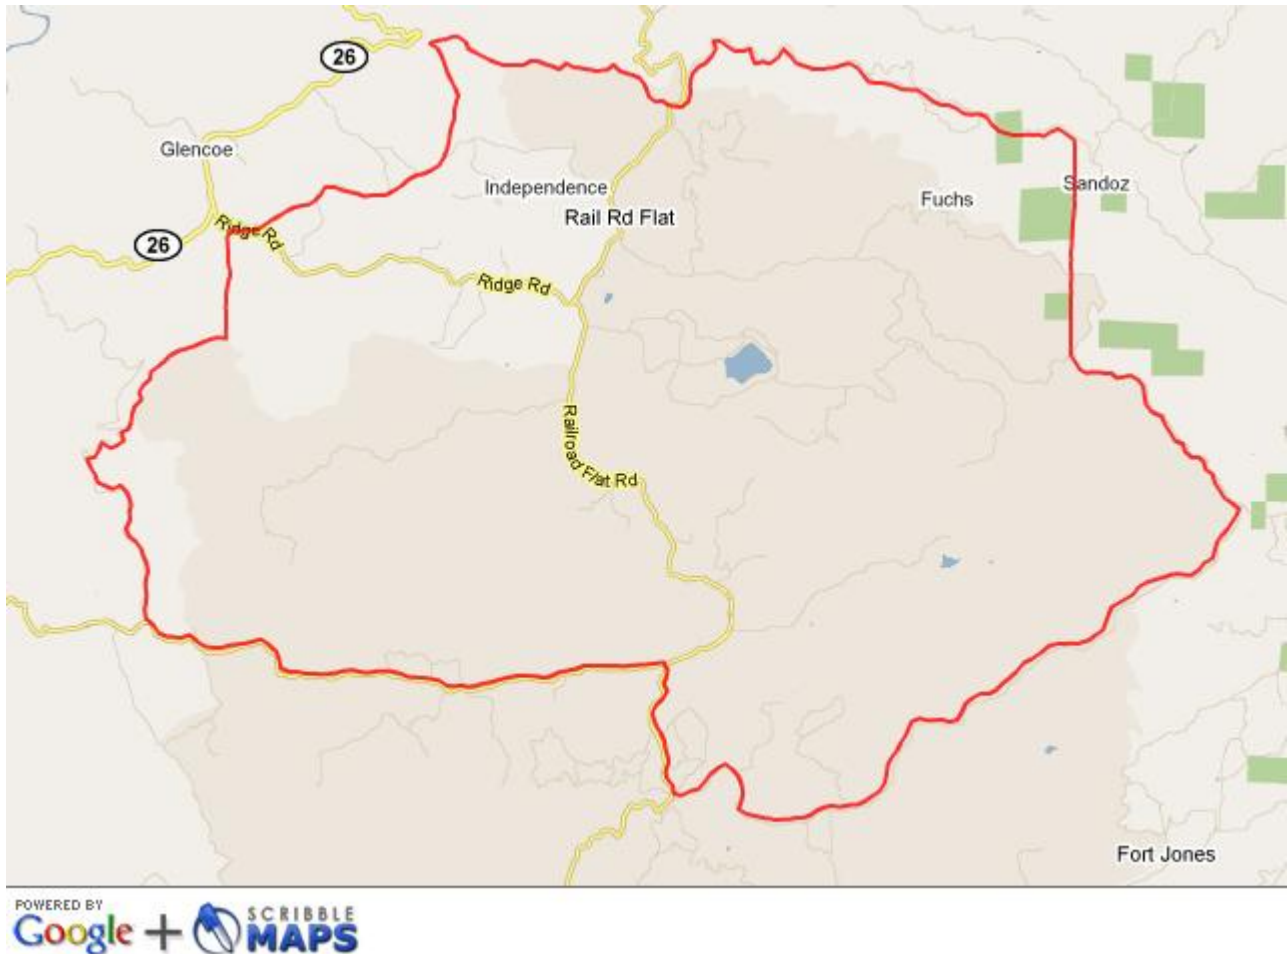 26
Glencoe
Independence
Sandoz
Fuchs
Rail Rd Flat
Ridge Rd
26
Ridge Rd
Railroad Flat Rd
Fort Jones
POWERED BY
Google + SCRIBBLE
MAPS